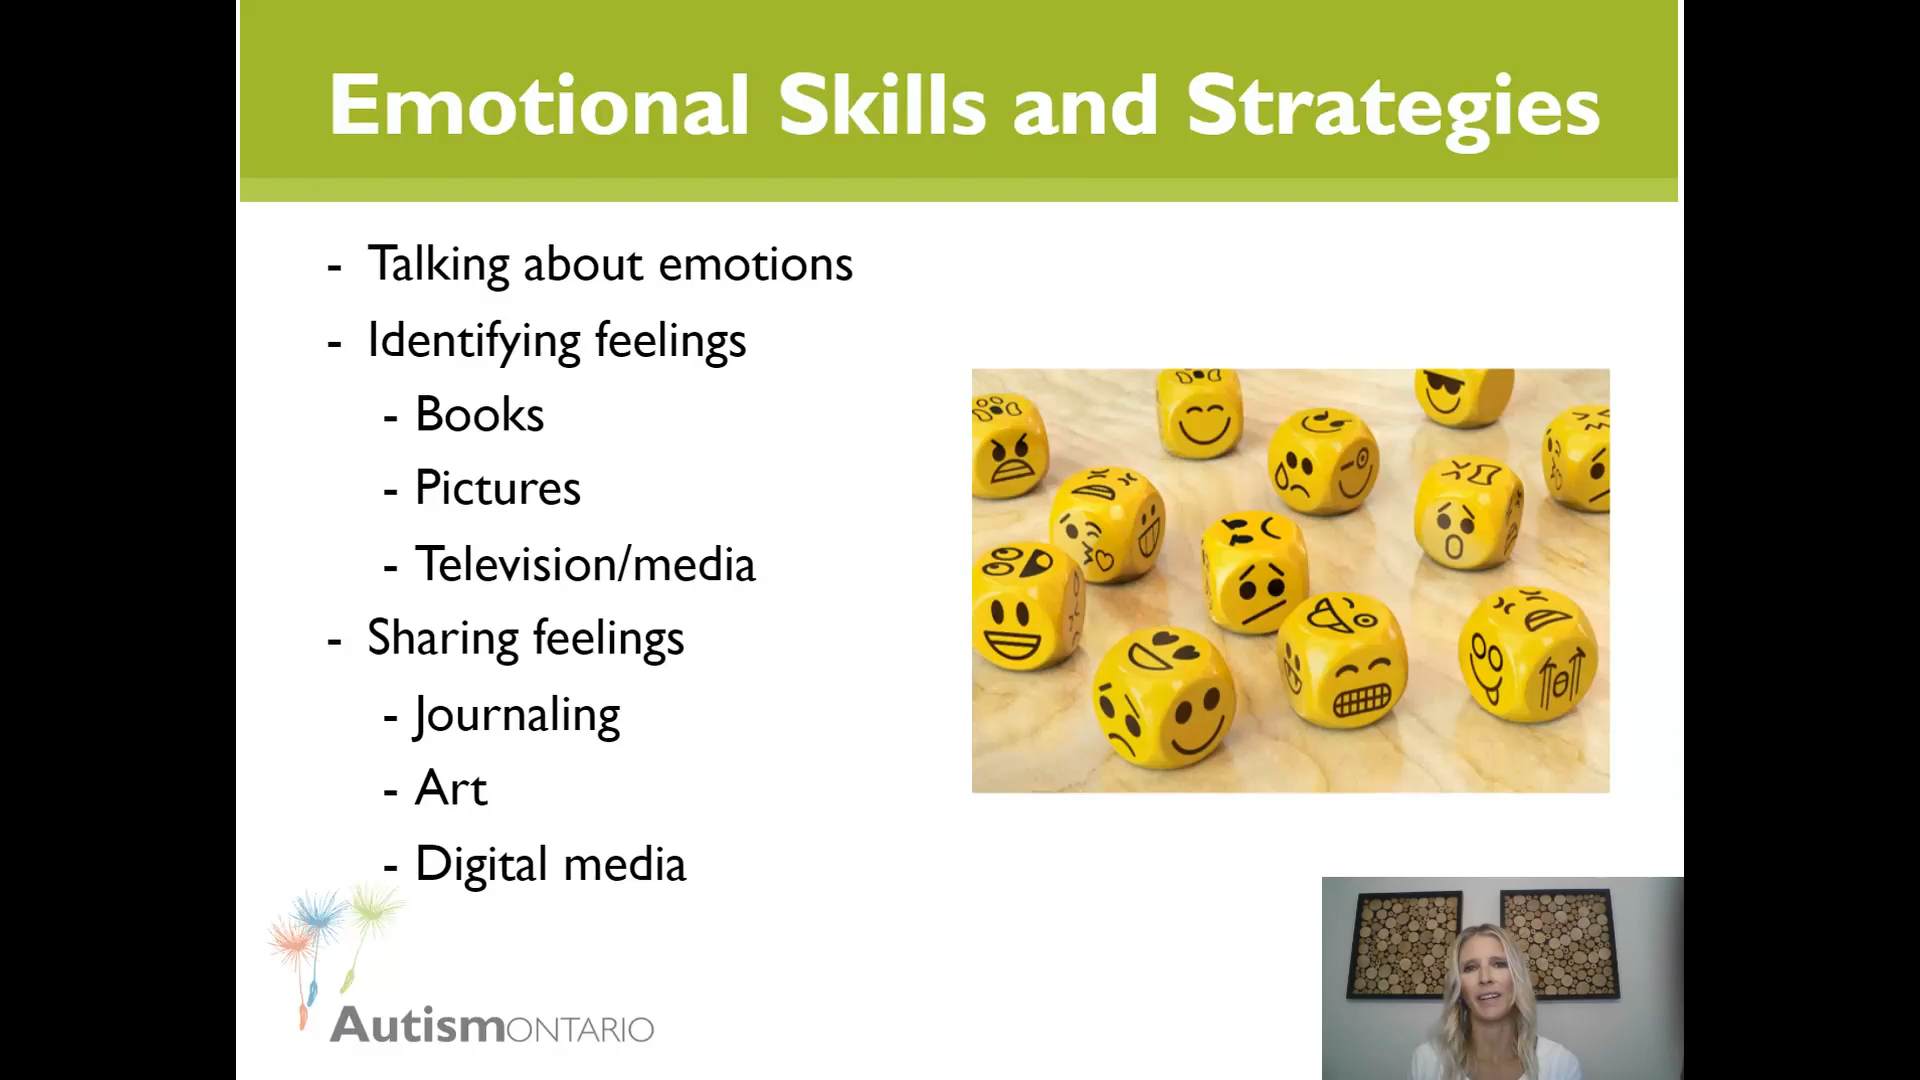 Emotional Skills and Strategies
- Talking about emotions
- Identifying feelings
- Books
- Pictures
- Television/media
- Sharing feelings
- Journaling
- Art
- Digital media
AutismONTARIO